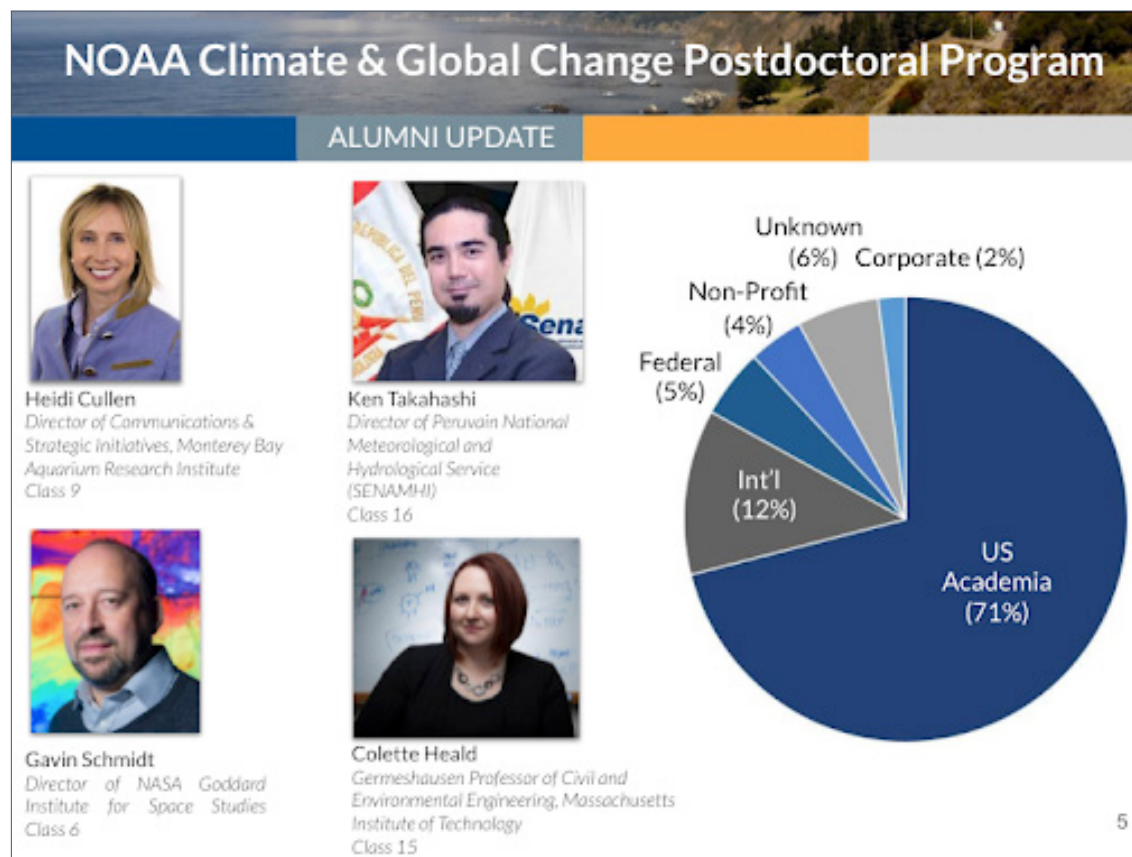 NOAA Climate & Global Change Postdoctoral Program
ALUMNI UPDATE
Heidi Cullen
Director of Communications &
Strategic Initiatives, Monterey Bay
Aquarium Research Institute
Class 9
REPUBLICA DEL PERU
Sena
Ken Takahashi
Director of Peruvain National
Meteorological and
Hydrological Service
(SENAMHI)
Class 16
Gavin Schmidt
Director of NASA Goddard
Institute for Space Studies
Class 6
Colette Heald
Germeshausen Professor of Civil and
Environmental Engineering, Massachusetts
Institute of Technology
Class 15
Unknown
(6%)
Corporate (2%)
Non-Profit
(4%)
Federal
(5%)
Int'l
(12%)
US
Academia
(71%)
5